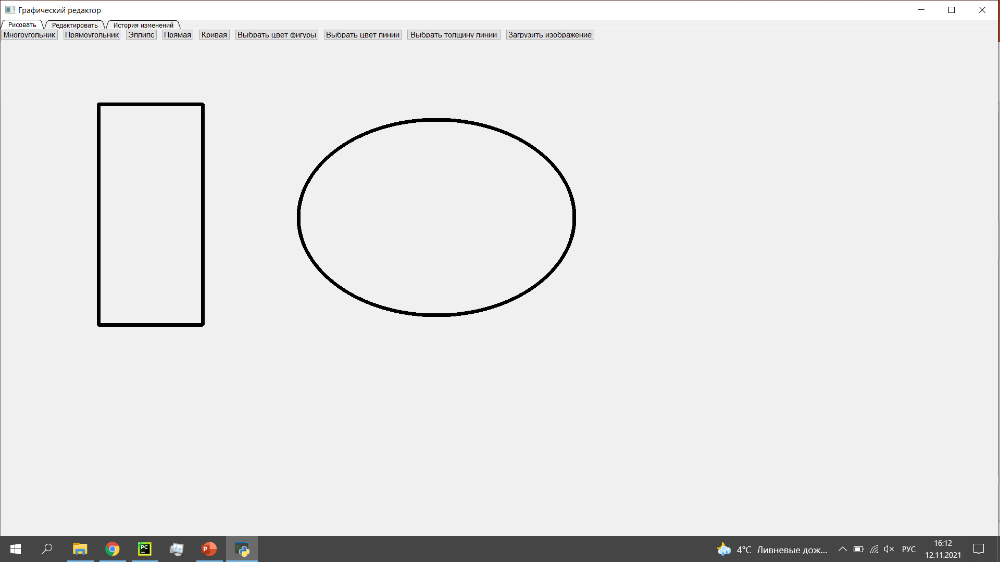 Графический редактор
Рисовать Редактировать История изменений
Многоугольник Прямоугольник Эллипс Прямая Кривая Выбрать цвет фигуры Выбрать цвет линии Выбрать толщину линии Загрузить изображение
PC P 4°C Ливневые дож... РУС 16:12
12.11.2021